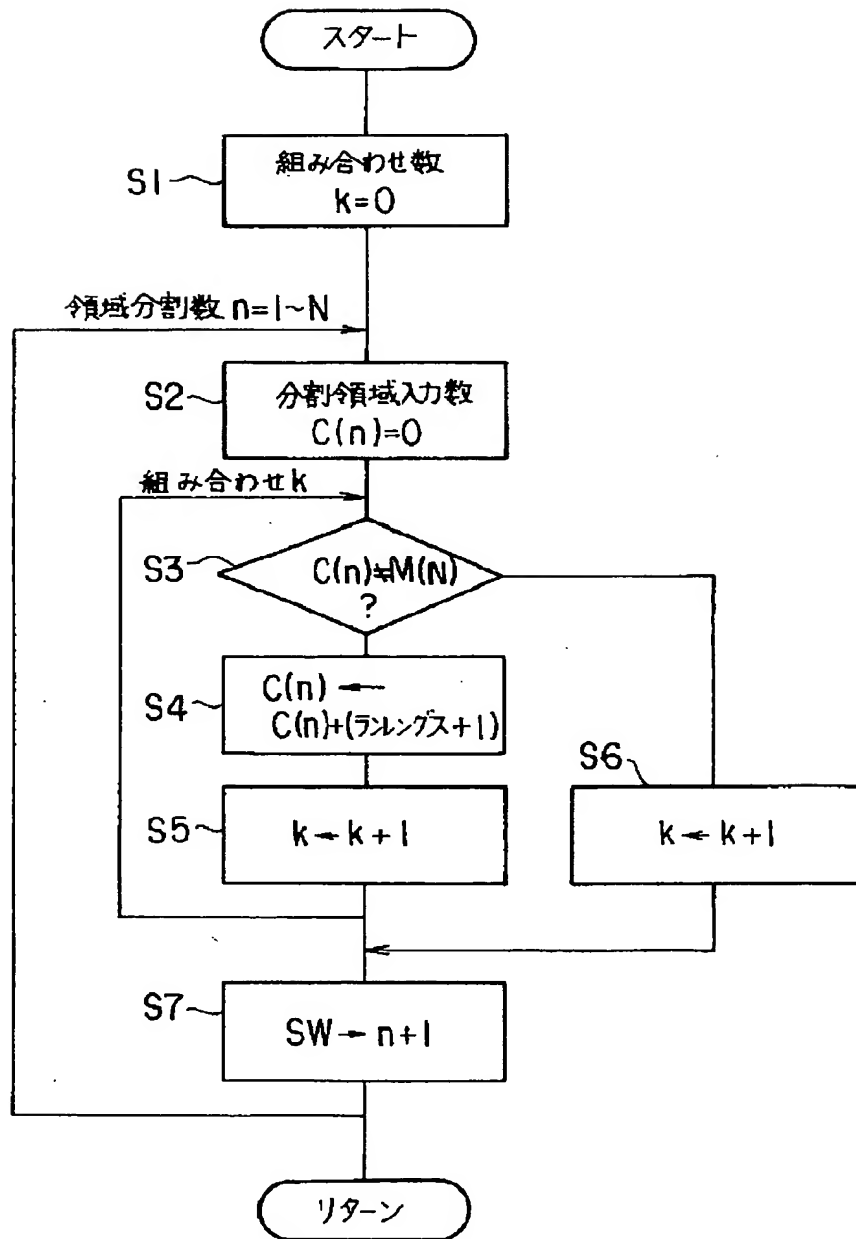 スタート
S1
組み合わせ数
k=0
領域分割数 n=1~N
S2
分割領域入力数
C(n)=0
組み合わせk
S3
C(n)≠M(N)
?
S4
C(n) ←
C(n)+(ランレングス+1)
S5
k←k+1
S6
k←k+1
S7
SW→n+1
リターン